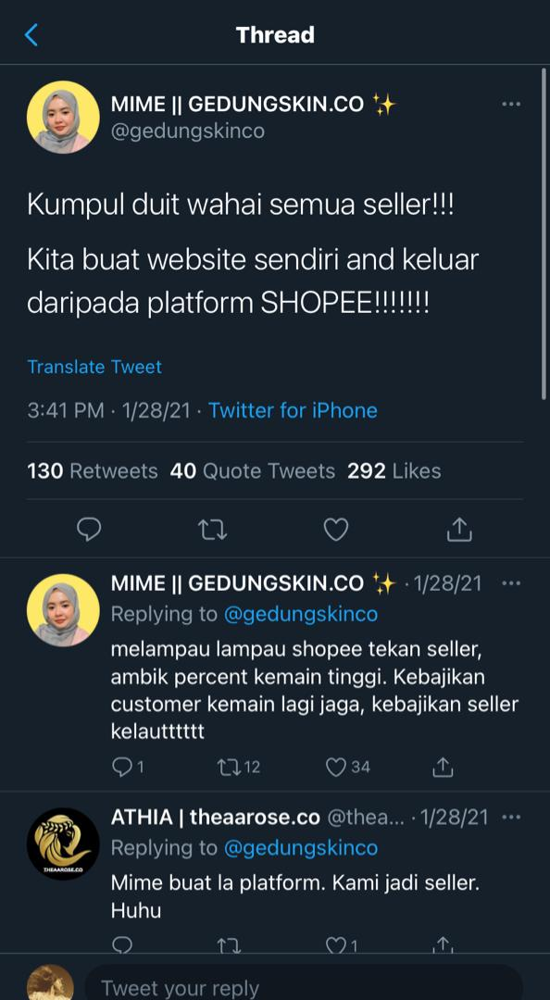 Thread
MIME || GEDUNGSKIN.CO ✨
@gedungskinco
Kumpul duit wahai semua seller!!!
Kita buat website sendiri and keluar
daripada platform SHOPEE!!!!!!!
Translate Tweet
3:41 PM · 1/28/21 · Twitter for iPhone
130 Retweets 40 Quote Tweets 292 Likes
MIME || GEDUNGSKIN.CO ✨ · 1/28/21
Replying to @gedungskinco
melampau lampau shopee tekan seller,
ambik percent kemain tinggi. Kebajikan
customer kemain lagi jaga, kebajikan seller
kelautttttt
1 12 34
THEAAROSE.CO
ATHIA | theaarose.co @thea... · 1/28/21
Replying to @gedungskinco
Mime buat la platform. Kami jadi seller.
Huhu
1
Tweet your reply